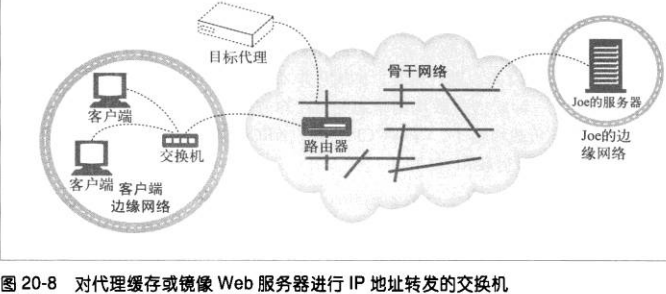 目标代理
骨干网络
客户端
Joe的服务器
路由器
交换机
Joe的边
缘网络
客户端
客户端
边缘网络
图 20-8 对代理缓存或镜像 Web 服务器进行 IP 地址转发的交换机